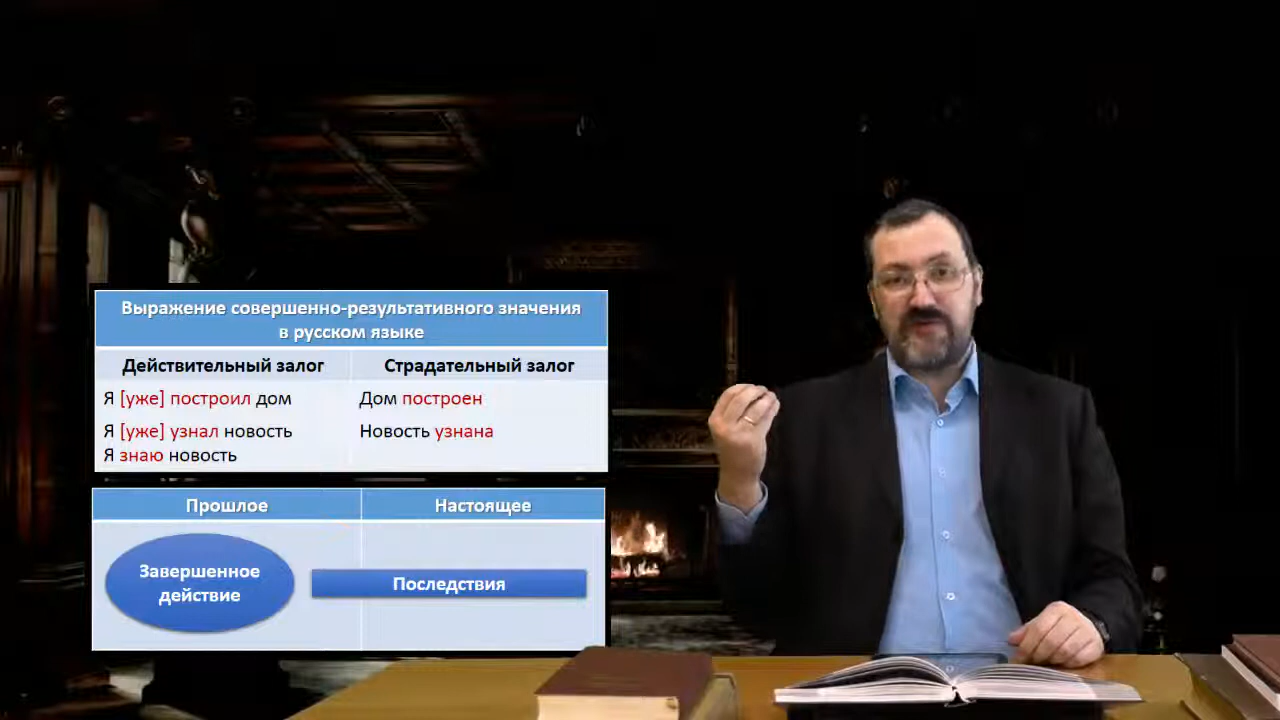 Выражение совершенно-результативного значения
в русском языке
Действительный залог
Страдательный залог
Я [уже] построил дом
Дом построен
Я [уже] узнал новость
Новость узнана
Я знаю новость
Прошлое
Настоящее
Завершенное
действие
Последствия